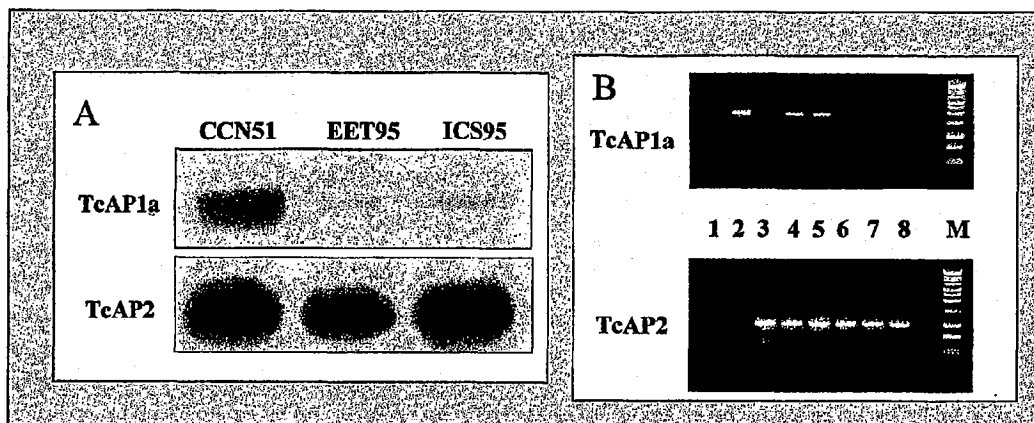 A
CCN51 EET95 ICS95
TcAP1a
TcAP2
B
TcAP1a
1 2 3 4 5 6 7 8 M
TcAP2